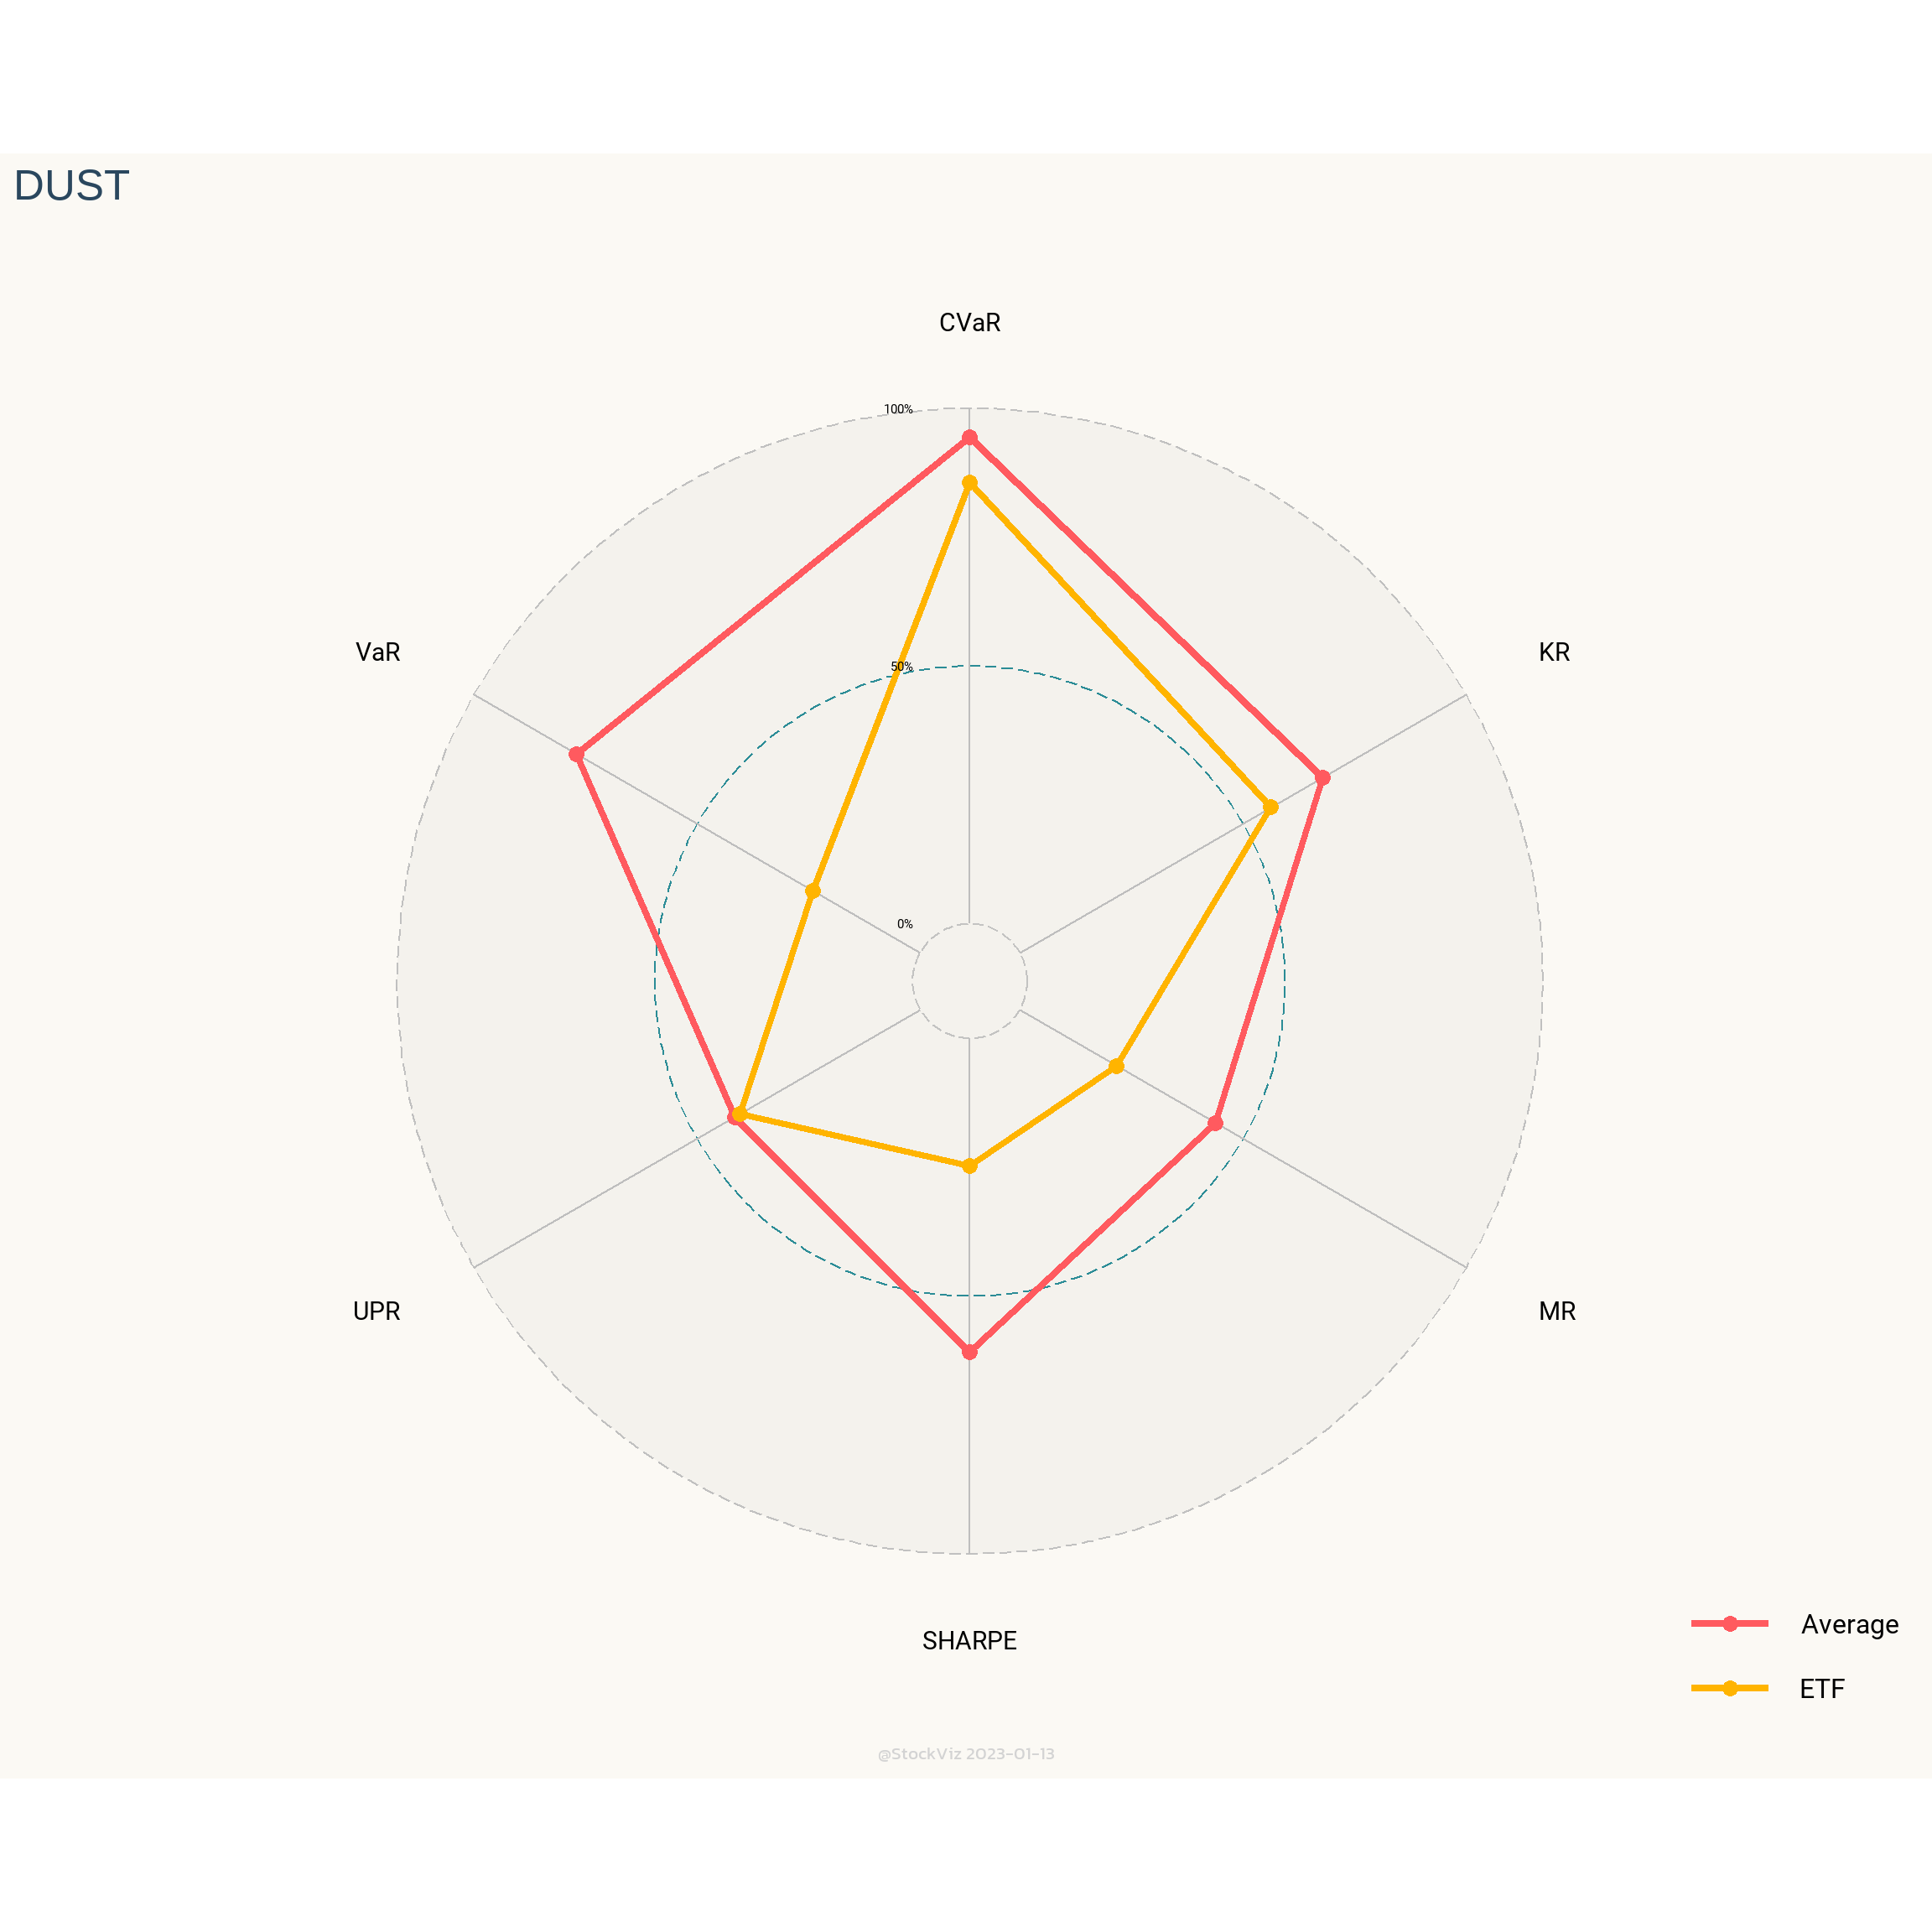 DUST
CVaR
100%
KR
VaR
50%
0%
UPR
MR
SHARPE
Average
ETF
@StockViz 2023-01-13